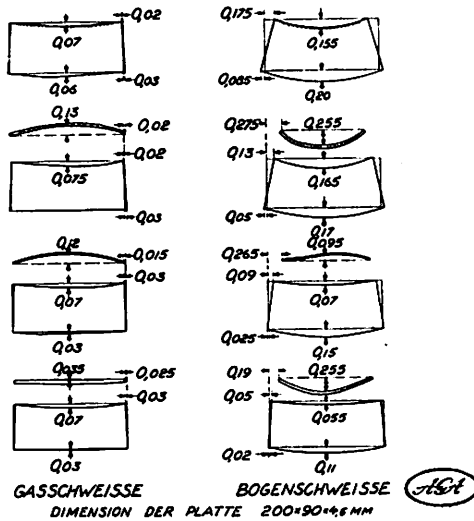 0,02 0,175
0,07 0,155
0,06 0,03 0,085 0,20
0,13 0,02 0,275 0,255
0,02 0,13
0,075 0,165
0,03 0,05 0,17
0,12 0,015 0,265 0,095
0,03 0,09
0,07 0,07
0,03 0,025 0,15
0,035 0,025 0,19 0,255
0,03 0,05
0,07 0,055
0,03 0,02 0,11
GASSCHWEISSE BOGENSCHWEISSE AGA
DIMENSION DER PLATTE 200×90×4,6 MM